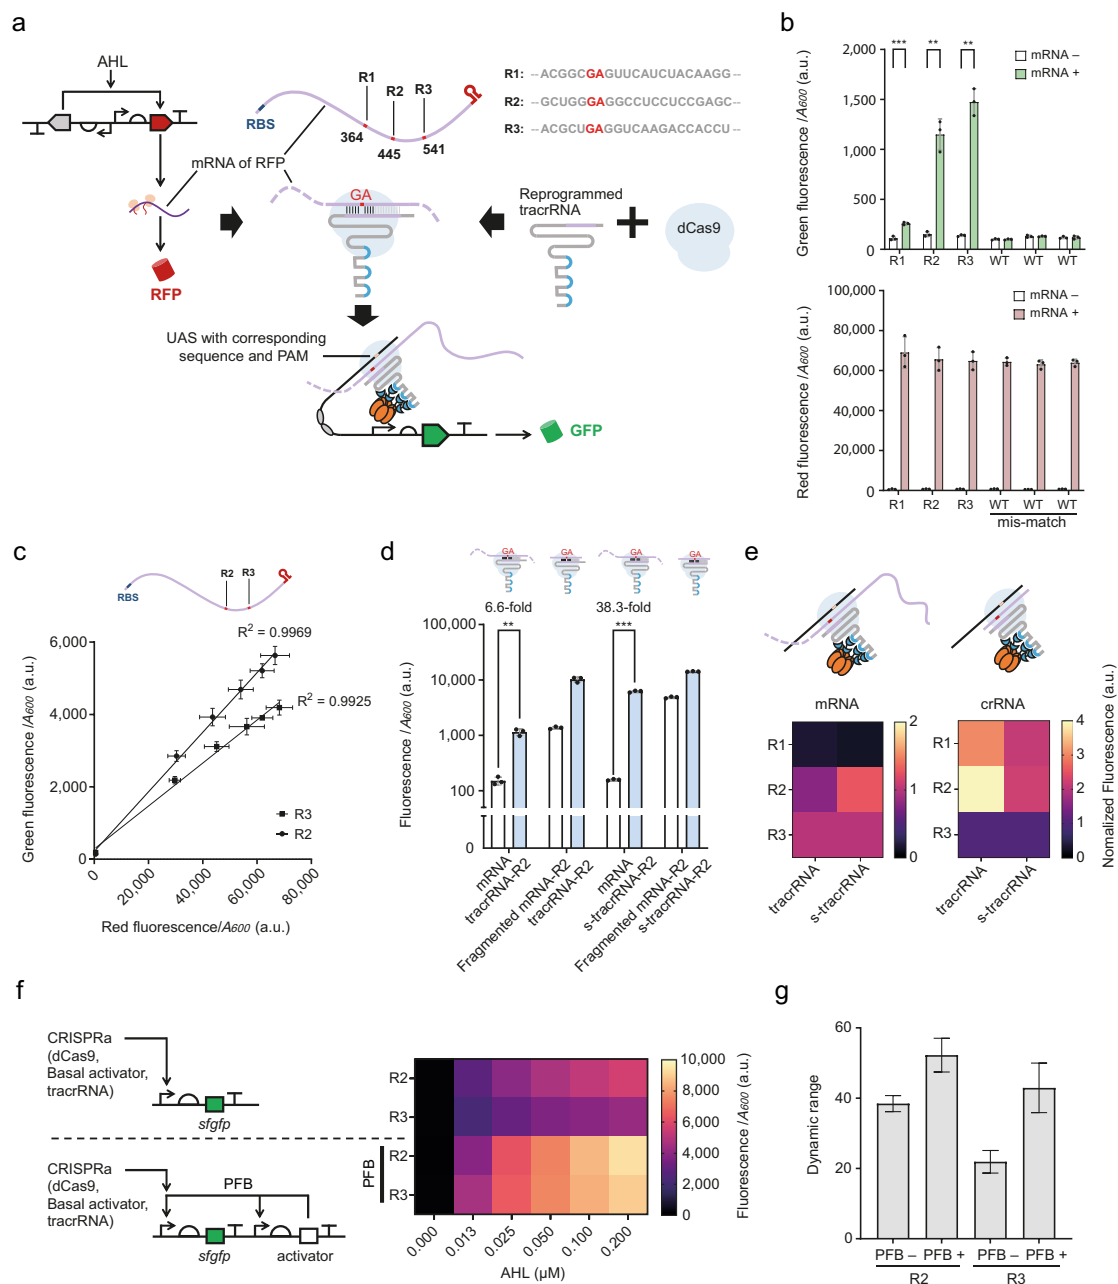 a
AHL
RBS
R1
R2
R3
364
445
541
R1: -- ACGGCGAGUUCAUCUACAAGG --
R2: -- GCUGGGAGGCCUCCUCCGAGC --
R3: -- ACGCUGAGGUCAAGACCACCU --
mRNA of RFP
GA
Reprogrammed
tracrRNA
dCas9
RFP
UAS with corresponding
sequence and PAM
GFP
b
Green fluorescence /A600 (a.u.)
2,000
1,500
1,000
500
0
*** ** **
mRNA –
mRNA +
R1 R2 R3 WT WT WT
Red fluorescence /A600 (a.u.)
100,000
80,000
60,000
40,000
20,000
0
mRNA –
mRNA +
R1 R2 R3 WT WT WT
mis-match
c
RBS
R2 R3
Green fluorescence /A600 (a.u.)
6,000
4,000
2,000
0
R² = 0.9969
R² = 0.9925
R3
R2
0 20,000 40,000 60,000 80,000
Red fluorescence/A600 (a.u.)
d
GA GA GA GA
6.6-fold 38.3-fold
** ***
Fluorescence /A600 (a.u.)
100,000
10,000
1,000
100
0
mRNA
tracrRNA-R2
Fragmented mRNA-R2
tracrRNA-R2
mRNA
s-tracrRNA-R2
Fragmented mRNA-R2
s-tracrRNA-R2
e
mRNA
R1
R2
R3
tracrRNA
s-tracrRNA
2
1
0
crRNA
tracrRNA
s-tracrRNA
4
3
2
1
0
Nomalized Fluorescence (a.u.)
f
CRISPRa
(dCas9,
Basal activator,
tracrRNA)
sfgfp
CRISPRa
(dCas9,
Basal activator,
tracrRNA)
PFB
sfgfp
activator
R2
R3
PFB
R2
R3
0.000 0.013 0.025 0.050 0.100 0.200
AHL (μM)
10,000
8,000
6,000
4,000
2,000
0
Fluorescence /A600 (a.u.)
g
Dynamic range
60
40
20
0
PFB – PFB + PFB – PFB +
R2 R3